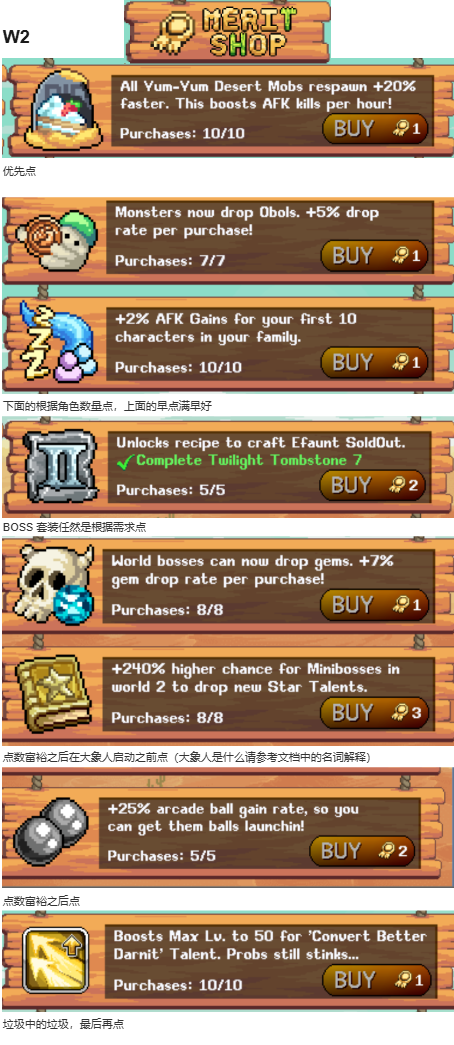 MERIT
W2
SHOP
All Yum-Yum Desert Mobs respawn +20%
faster. This boosts AFK kills per hour!
Purchases: 10/10
BUY 1
优先点
Monsters now drop Obols. +5% drop
rate per purchase!
Purchases: 7/7
BUY 1
+2% AFK Gains for your first 10
characters in your family.
Purchases: 10/10
BUY 1
下面的根据角色数量点，上面的早点满早好
Unlocks recipe to craft Efaunt SoldOut.
Complete Twilight Tombstone 7
Purchases: 5/5
BUY 2
BOSS 套装任然是根据需求点
World bosses can now drop gems. +7%
gem drop rate per purchase!
Purchases: 8/8
BUY 1
+240% higher chance for Minibosses in
world 2 to drop new Star Talents.
Purchases: 8/8
BUY 3
点数富裕之后在大象人启动之前点（大象人是什么请参考文档中的名词解释）
+25% arcade ball gain rate, so you
can get them balls launchin!
Purchases: 5/5
BUY 2
点数富裕之后点
Boosts Max Lv. to 50 for 'Convert Better
Darnit' Talent. Probs still stinks...
Purchases: 10/10
BUY 1
垃圾中的垃圾，最后再点